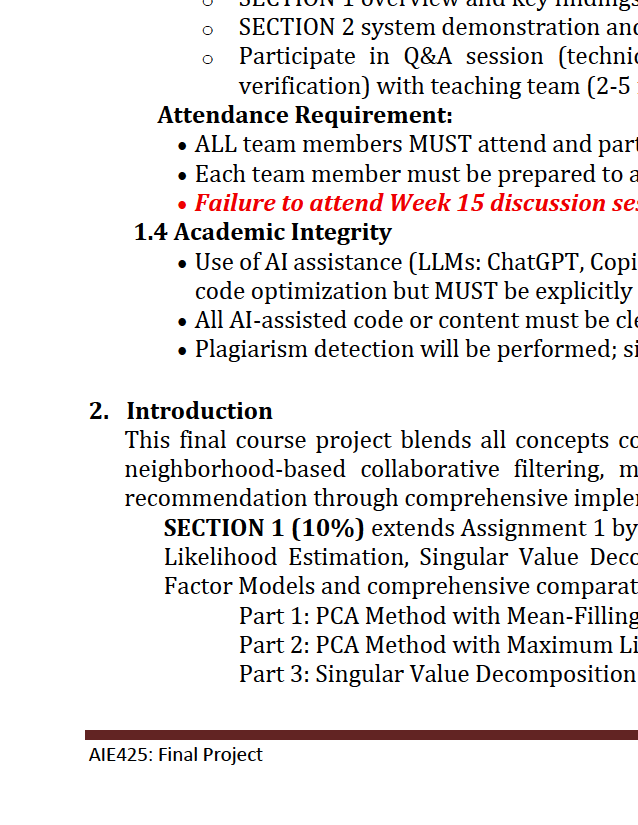 SECTION 1 overview and key findings
○ SECTION 2 system demonstration and
○ Participate in Q&A session (technic
verification) with teaching team (2-5
Attendance Requirement:
• ALL team members MUST attend and part
• Each team member must be prepared to a
• Failure to attend Week 15 discussion ses
1.4 Academic Integrity
• Use of AI assistance (LLMs: ChatGPT, Copi
code optimization but MUST be explicitly
• All AI-assisted code or content must be cle
• Plagiarism detection will be performed; si
2. Introduction
This final course project blends all concepts co
neighborhood-based collaborative filtering, m
recommendation through comprehensive implem
SECTION 1 (10%) extends Assignment 1 by
Likelihood Estimation, Singular Value Deco
Factor Models and comprehensive comparat
Part 1: PCA Method with Mean-Filling
Part 2: PCA Method with Maximum Li
Part 3: Singular Value Decomposition
AIE425: Final Project